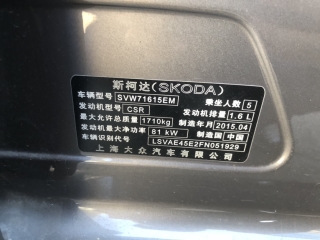 斯柯达(SKODA)
车辆型号 SVW71615EM 乘坐人数 5
发动机型号 CSR 发动机排量 1.6 L
最大允许总质量 1710kg 制造年月 2015.04
发动机最大净功率 81 kW 制造国 中国
车辆识别代号 LSVAE45E2FN051929
上海大众汽车有限公司